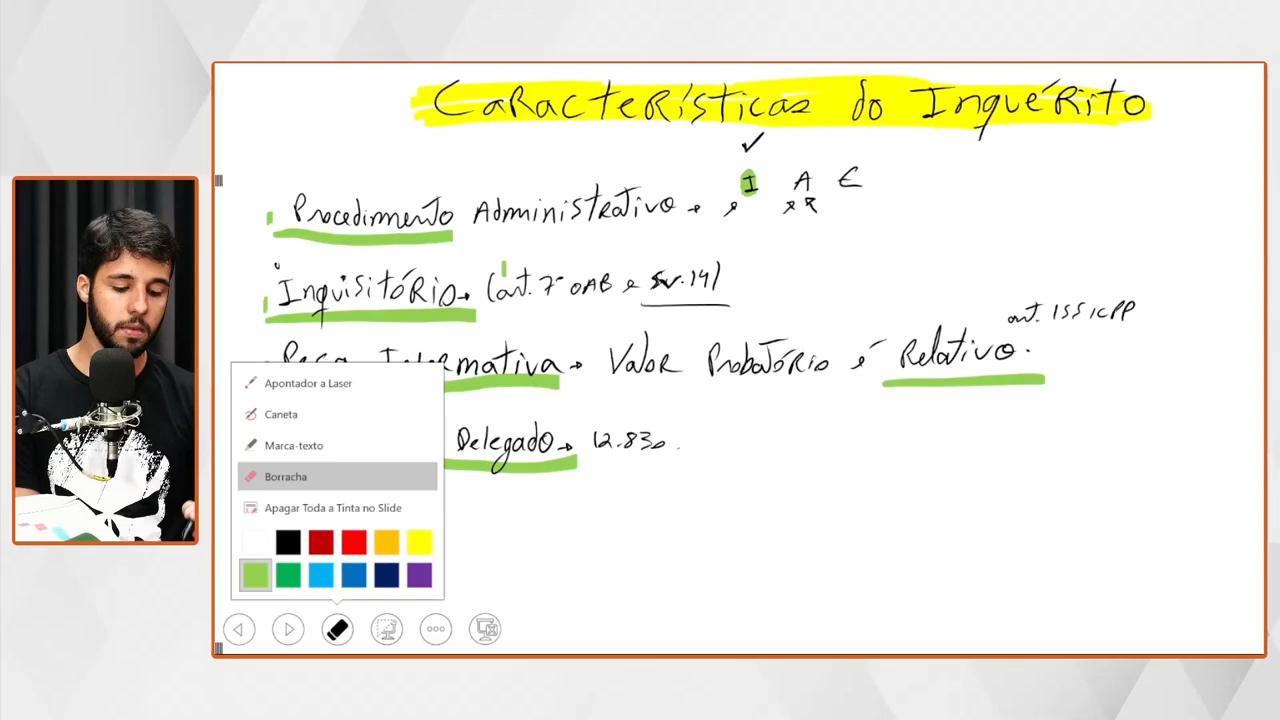 Características do Inquérito
✓
I A E
Procedimento Administrativo →
Inquisitório → (art. 7º OAB e SV. 14)
art. 155 / CPP
Peça Informativa → Valor Probatório é Relativo.
Delegado → 12.830
Apontador a Laser
Caneta
Marca-texto
Borracha
Apagar Toda a Tinta no Slide